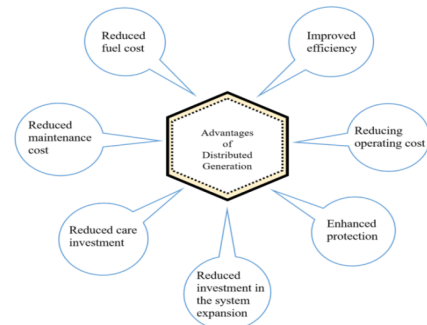 Reduced
fuel cost
Improved
efficiency
Reduced
maintenance
cost
Advantages
of
Distributed
Generation
Reducing
operating cost
Reduced care
investment
Enhanced
protection
Reduced
investment in
the system
expansion